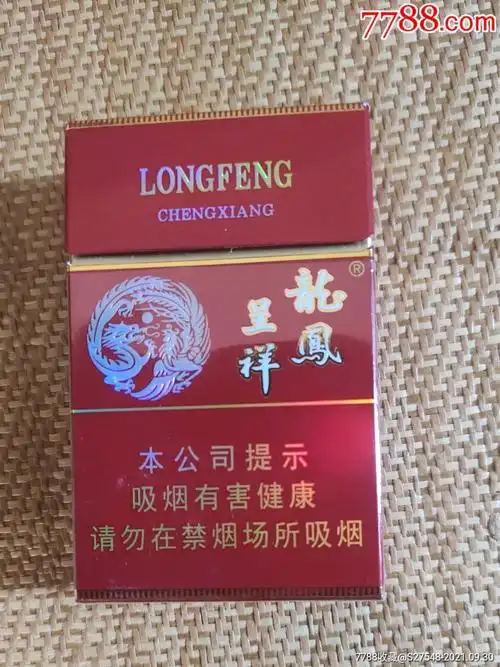 7788.com
LONGFENG
CHENGXIANG
龍鳳®
呈祥
本公司提示
吸烟有害健康
请勿在禁烟场所吸烟
7788收藏@S27548-2021.09.30